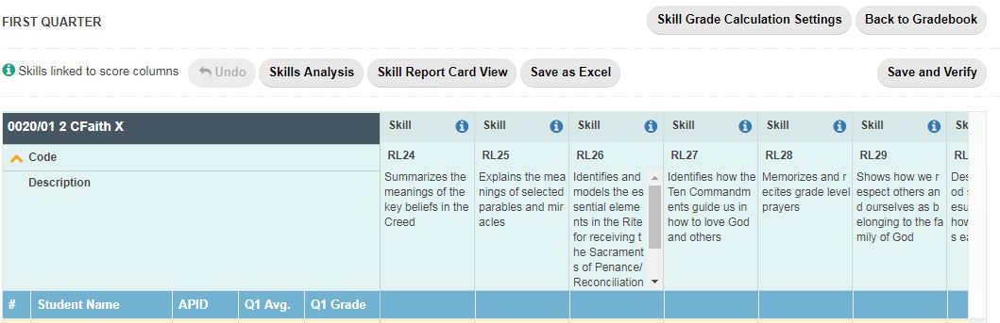 FIRST QUARTER
Skill Grade Calculation Settings
Back to Gradebook
Skills linked to score columns
Undo
Skills Analysis
Skill Report Card View
Save as Excel
Save and Verify
0020/01 2 CFaith X
Skill
Skill
Skill
Skill
Skill
Skill
Sk
Code
RL24
RL25
RL26
RL27
RL28
RL29
RL
Description
Summarizes the
meanings of the
key beliefs in the
Creed
Explains the mea
nings of selected
parables and mir
acles
Identifies and
models the es
sential eleme
nts in the Rite
for receiving t
he Sacrament
s of Penance/
Reconciliation
Identifies how the
Ten Commandm
ents guide us in
how to love God
and others
Memorizes and r
ecites grade level
prayers
Shows how we r
espect others an
d ourselves as b
elonging to the fa
mily of God
Des
od s
esu
how
s ea
#
Student Name
APID
Q1 Avg.
Q1 Grade